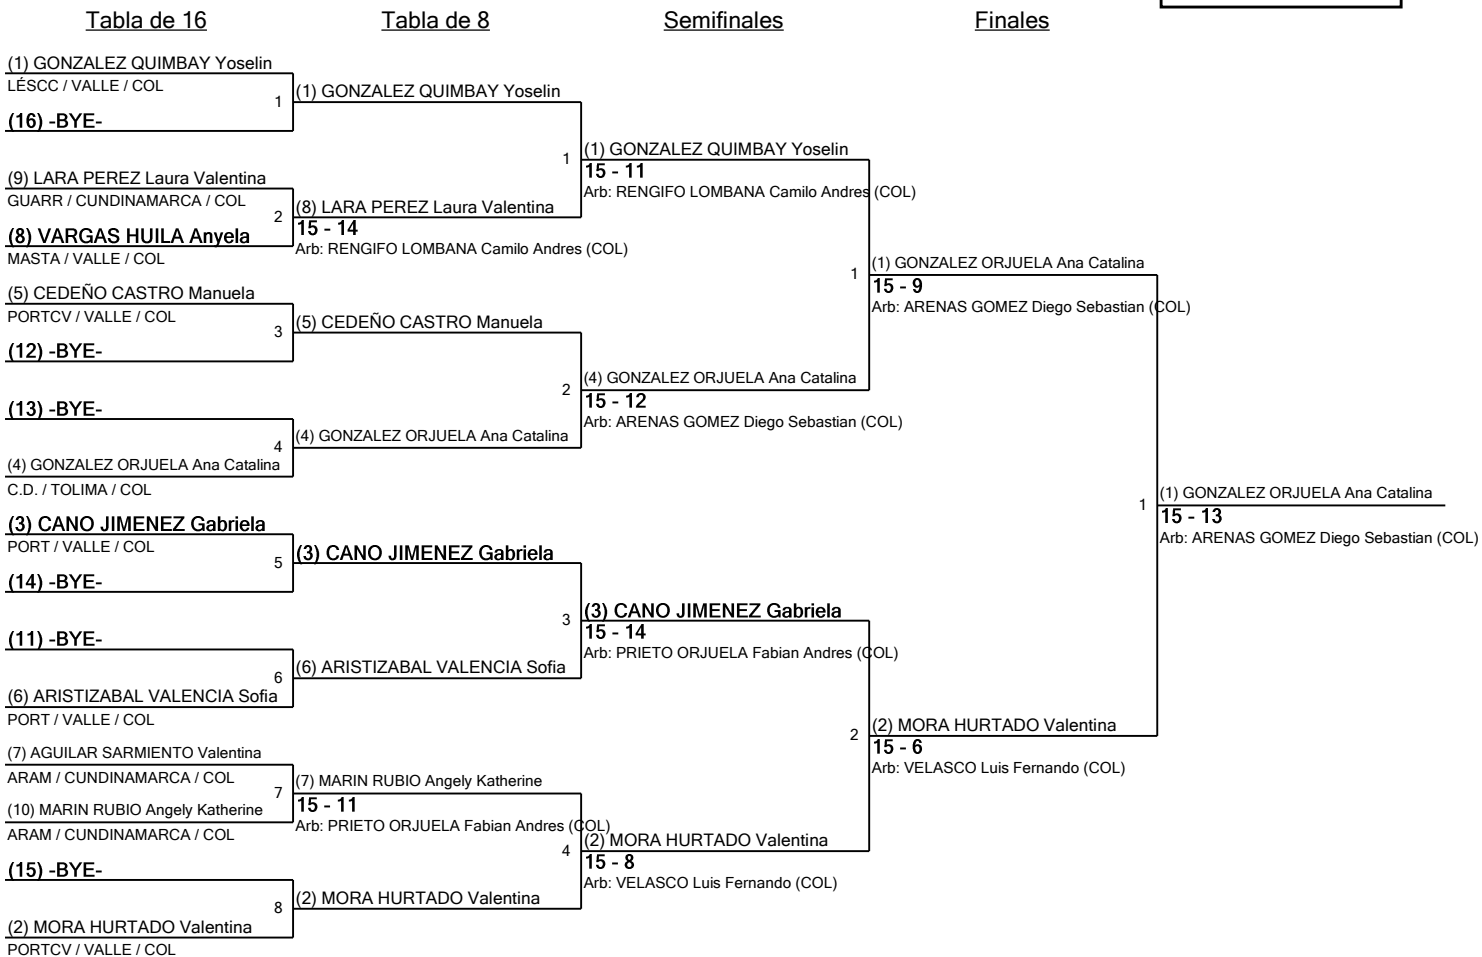 Tabla de 16
Tabla de 8
Semifinales
Finales
(1) GONZALEZ QUIMBAY Yoselin
LÉSCC / VALLE / COL
1
(16) -BYE-
(9) LARA PEREZ Laura Valentina
GUARR / CUNDINAMARCA / COL
2
(8) VARGAS HUILA Anyela
MASTA / VALLE / COL
(5) CEDEÑO CASTRO Manuela
PORTCV / VALLE / COL
3
(12) -BYE-
(13) -BYE-
4
(4) GONZALEZ ORJUELA Ana Catalina
C.D. / TOLIMA / COL
(3) CANO JIMENEZ Gabriela
PORT / VALLE / COL
5
(14) -BYE-
(11) -BYE-
6
(6) ARISTIZABAL VALENCIA Sofia
PORT / VALLE / COL
(7) AGUILAR SARMIENTO Valentina
ARAM / CUNDINAMARCA / COL
7
(10) MARIN RUBIO Angely Katherine
ARAM / CUNDINAMARCA / COL
(15) -BYE-
8
(2) MORA HURTADO Valentina
PORTCV / VALLE / COL
(1) GONZALEZ QUIMBAY Yoselin
1
(8) LARA PEREZ Laura Valentina
15 - 14
Arb: RENGIFO LOMBANA Camilo Andres (COL)
(5) CEDEÑO CASTRO Manuela
2
(4) GONZALEZ ORJUELA Ana Catalina
(3) CANO JIMENEZ Gabriela
3
(6) ARISTIZABAL VALENCIA Sofia
(7) MARIN RUBIO Angely Katherine
15 - 11
Arb: PRIETO ORJUELA Fabian Andres (COL)
4
(2) MORA HURTADO Valentina
(1) GONZALEZ QUIMBAY Yoselin
15 - 11
Arb: RENGIFO LOMBANA Camilo Andres (COL)
1
(4) GONZALEZ ORJUELA Ana Catalina
15 - 12
Arb: ARENAS GOMEZ Diego Sebastian (COL)
(3) CANO JIMENEZ Gabriela
15 - 14
Arb: PRIETO ORJUELA Fabian Andres (COL)
2
(2) MORA HURTADO Valentina
15 - 8
Arb: VELASCO Luis Fernando (COL)
(1) GONZALEZ ORJUELA Ana Catalina
15 - 9
Arb: ARENAS GOMEZ Diego Sebastian (COL)
1
(2) MORA HURTADO Valentina
15 - 6
Arb: VELASCO Luis Fernando (COL)
(1) GONZALEZ ORJUELA Ana Catalina
15 - 13
Arb: ARENAS GOMEZ Diego Sebastian (COL)